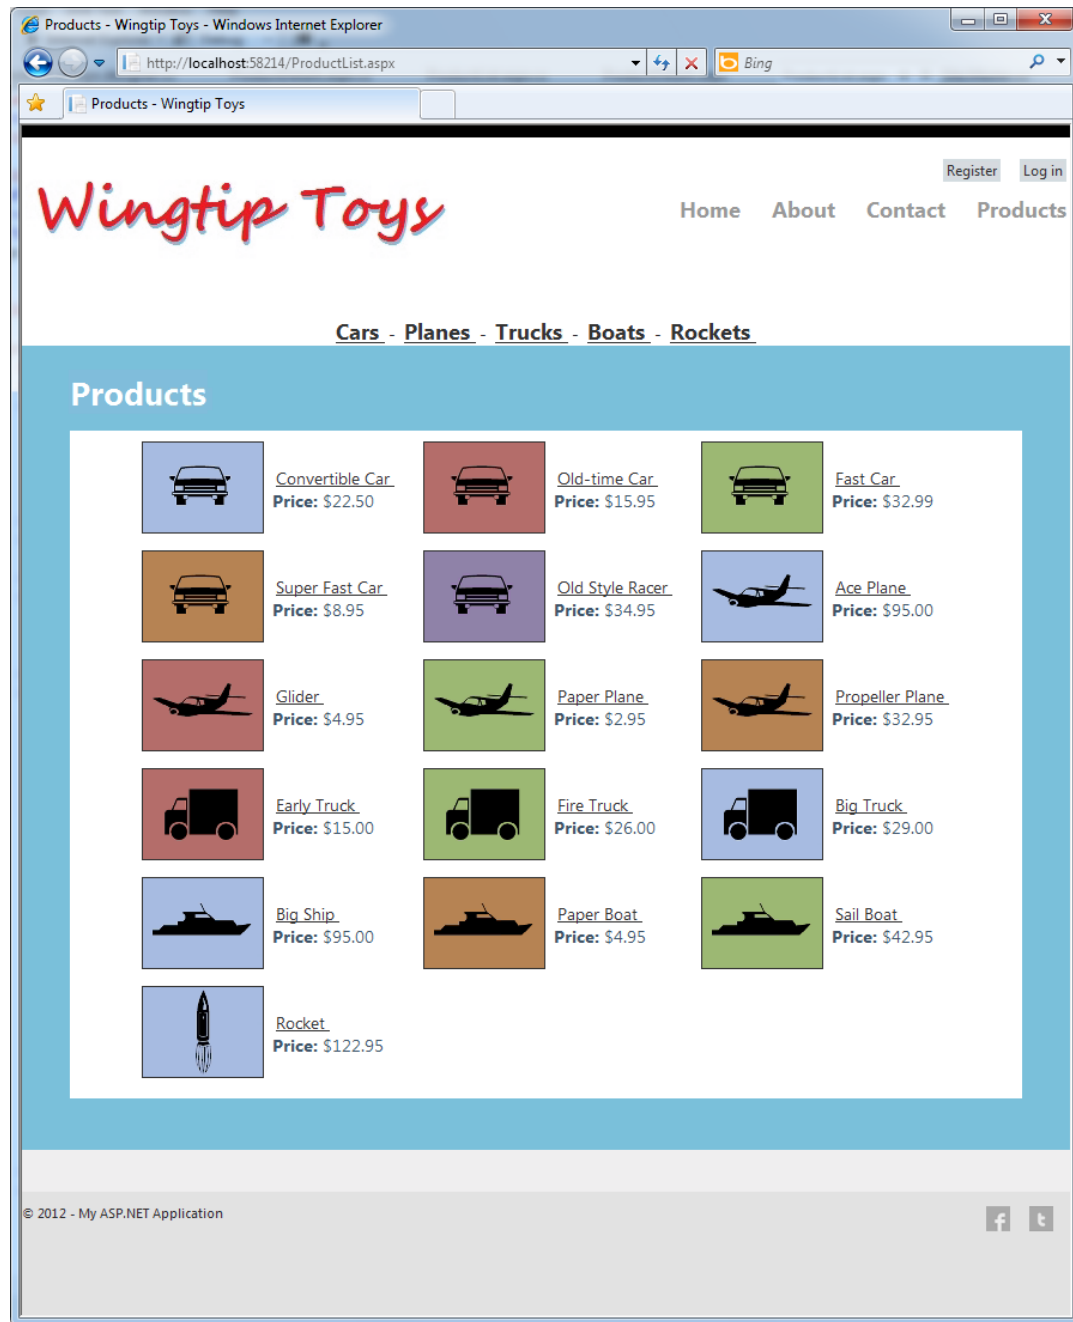 Products - Wingtip Toys - Windows Internet Explorer
http://localhost:58214/ProductList.aspx
Bing
Products - Wingtip Toys
Register Log in
Wingtip Toys
Home About Contact Products
Cars - Planes - Trucks - Boats - Rockets
Products
Convertible Car
Price: $22.50
Old-time Car
Price: $15.95
Fast Car
Price: $32.99
Super Fast Car
Price: $8.95
Old Style Racer
Price: $34.95
Ace Plane
Price: $95.00
Glider
Price: $4.95
Paper Plane
Price: $2.95
Propeller Plane
Price: $32.95
Early Truck
Price: $15.00
Fire Truck
Price: $26.00
Big Truck
Price: $29.00
Big Ship
Price: $95.00
Paper Boat
Price: $4.95
Sail Boat
Price: $42.95
Rocket
Price: $122.95
© 2012 - My ASP.NET Application